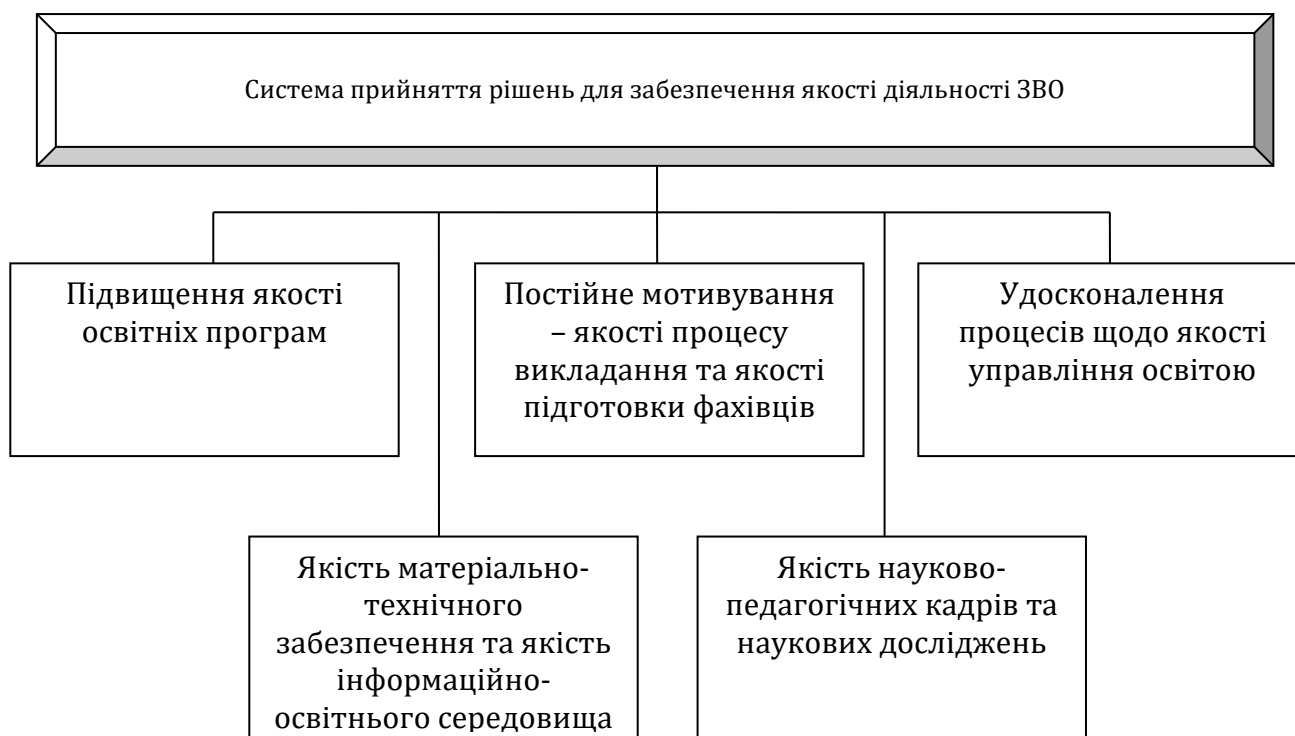 Система прийняття рішень для забезпечення якості діяльності ЗВО
Підвищення якості
освітніх програм
Постійне мотивування
– якості процесу
викладання та якості
підготовки фахівців
Удосконалення
процесів щодо якості
управління освітою
Якість матеріально-
технічного
забезпечення та якість
інформаційно-
освітнього середовища
Якість науково-
педагогічних кадрів та
наукових досліджень